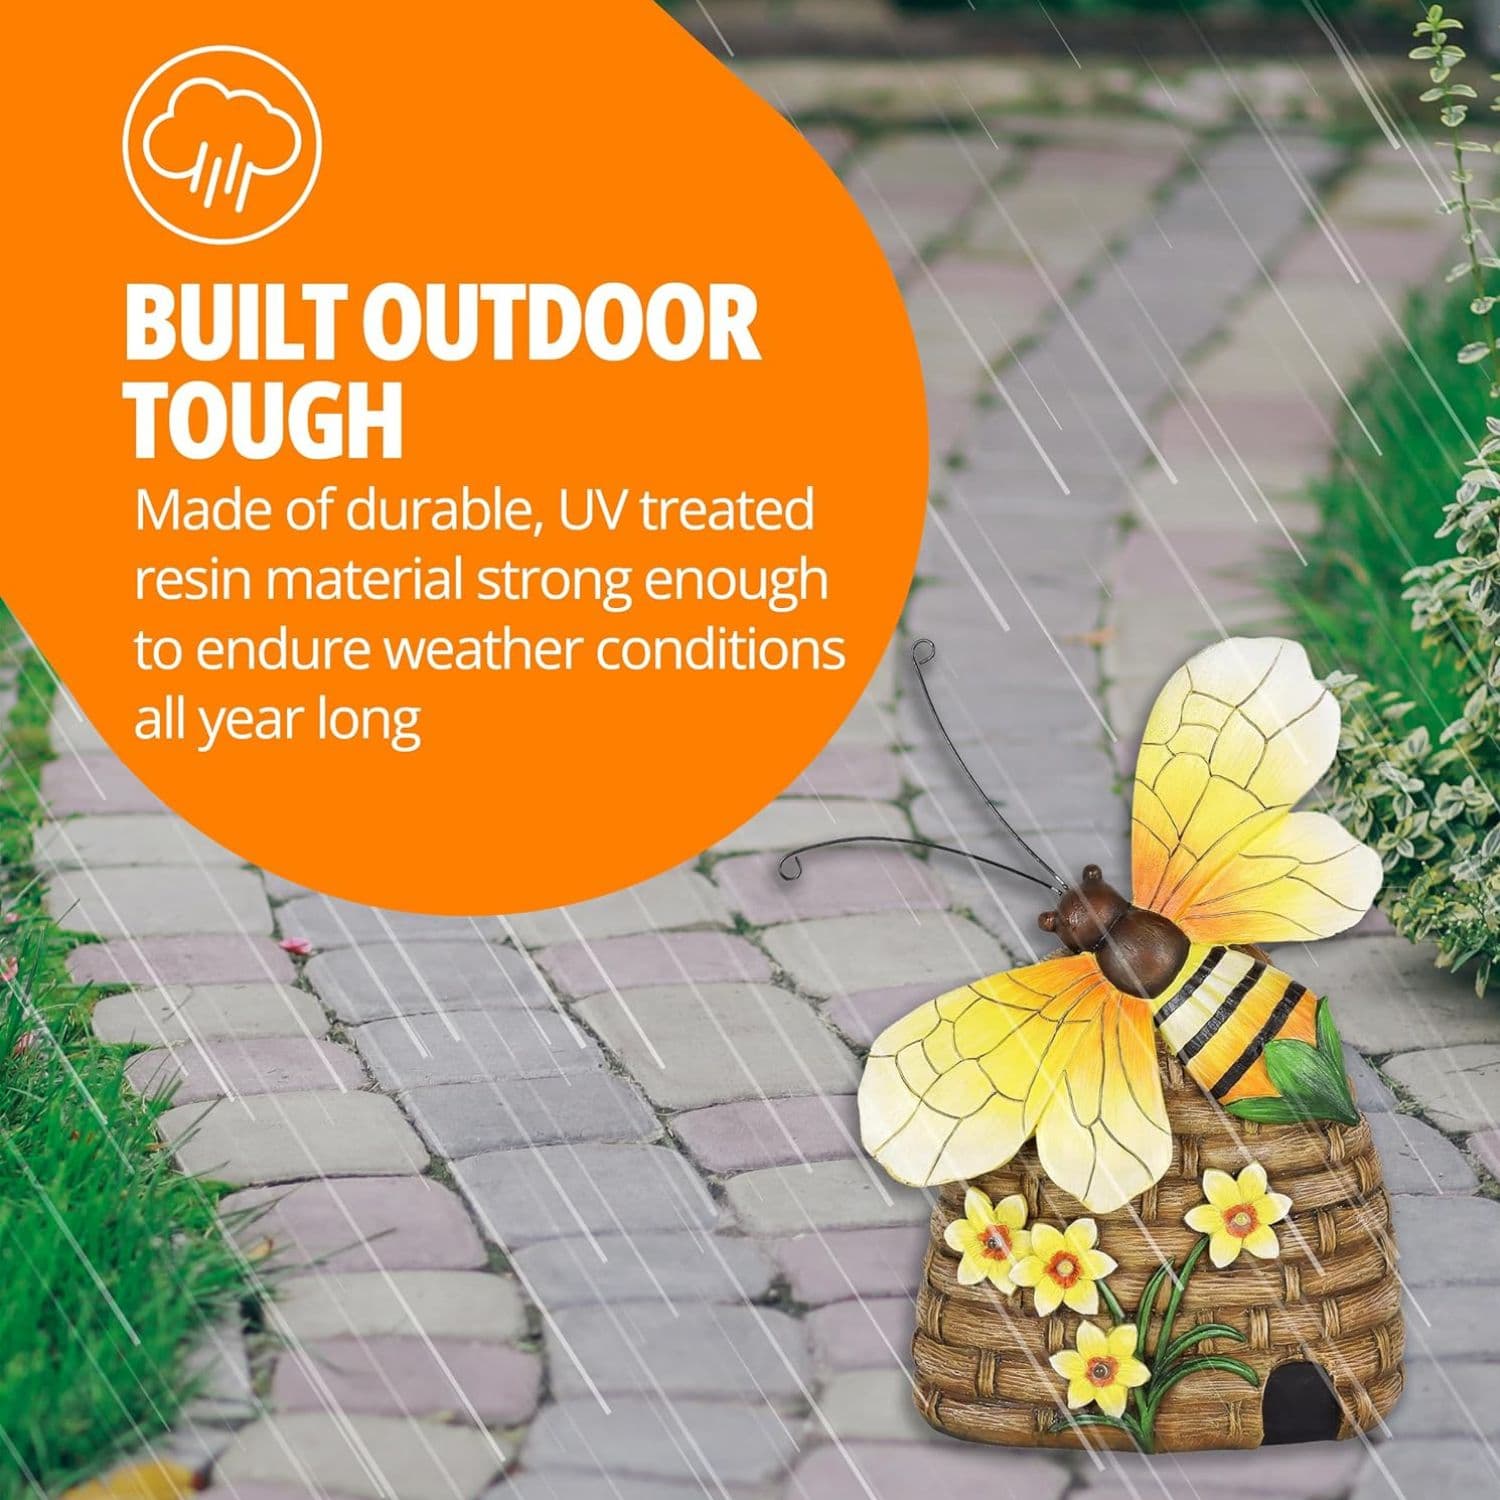 BUILT OUTDOOR
TOUGH
Made of durable, UV treated
resin material strong enough
to endure weather conditions
all year long